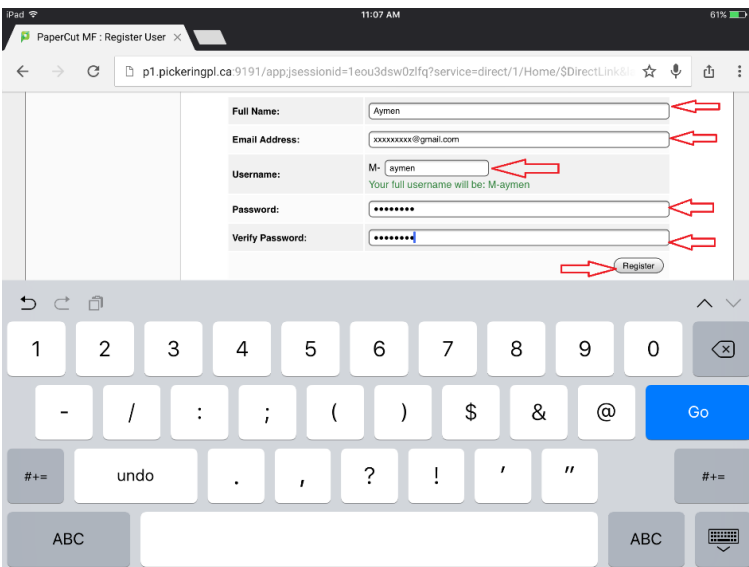 iPad 11:07 AM 61%
PaperCut MF : Register User ×
p1.pickeringpl.ca:9191/app;jsessionid=1eou3dsw0zlfq?service=direct/1/Home/$DirectLink&
Full Name: Aymen
Email Address: xxxxxxxxx@gmail.com
Username: M- aymen
Your full username will be: M-aymen
Password: ••••••••
Verify Password: ••••••••
Register
1 2 3 4 5 6 7 8 9 0
- / : ; ( ) $ & @ Go
#+= undo . , ? ! ' " #+=
ABC ABC